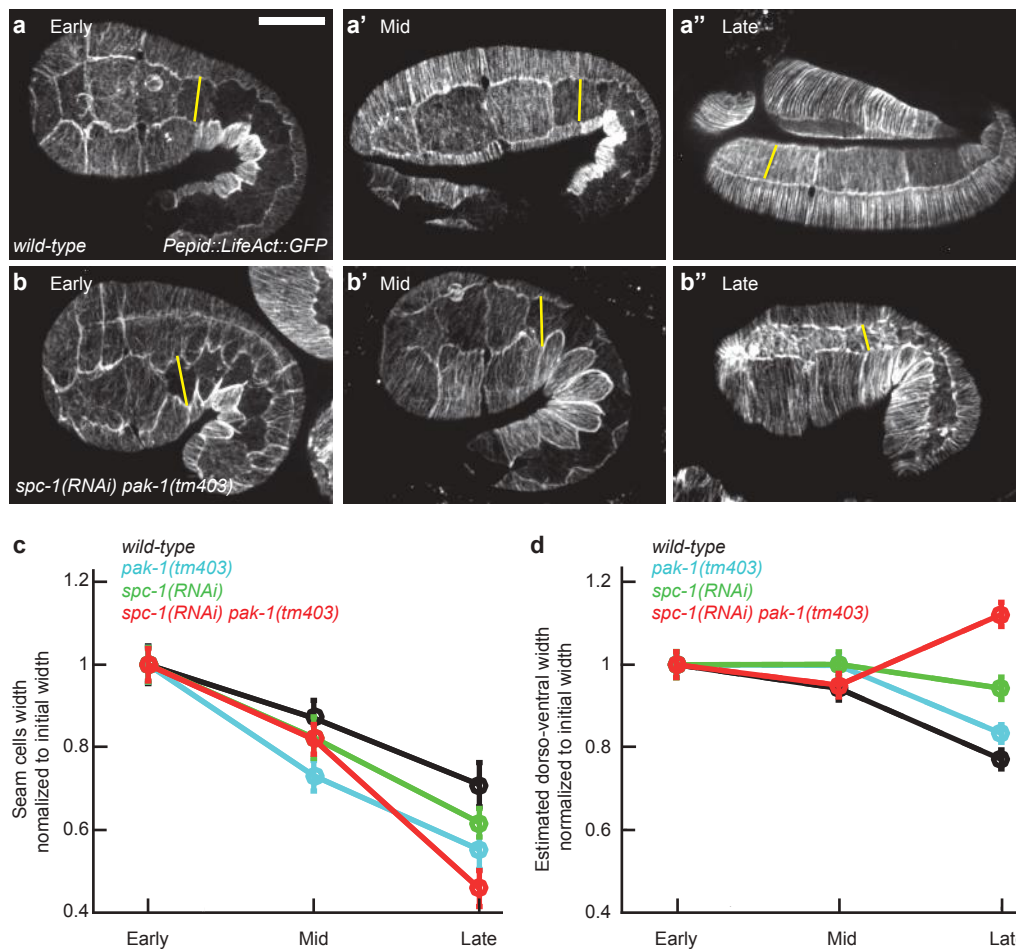 a Early
a' Mid
a" Late
wild-type Pepid::LifeAct::GFP
b Early
b' Mid
b" Late
spc-1(RNAi) pak-1(tm403)
c
wild-type
pak-1(tm403)
spc-1(RNAi)
spc-1(RNAi) pak-1(tm403)
Seam cells width
nomalized to initial width
1.2
1
0.8
0.6
0.4
Early Mid Late
d
wild-type
pak-1(tm403)
spc-1(RNAi)
spc-1(RNAi) pak-1(tm403)
Estimated dorso-ventral width
normalized to initial width
1.2
1
0.8
0.6
0.4
Early Mid Lat